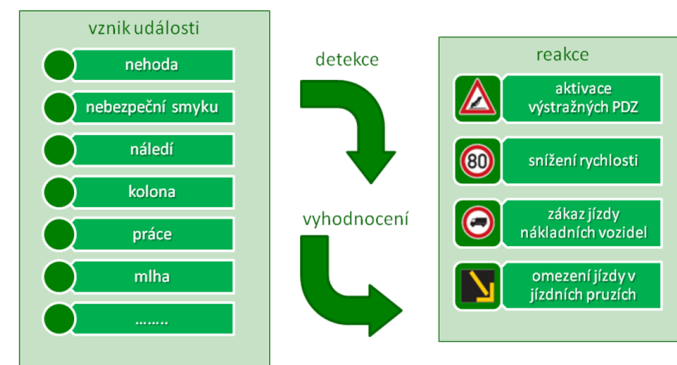 vznik události
nehoda
nebezpeční smyku
náledí
kolona
práce
mlha
........
detekce
vyhodnocení
reakce
aktivace
výstražných PDZ
80
snížení rychlosti
zákaz jízdy
nákladních vozidel
omezení jízdy v
jízdních pruzích